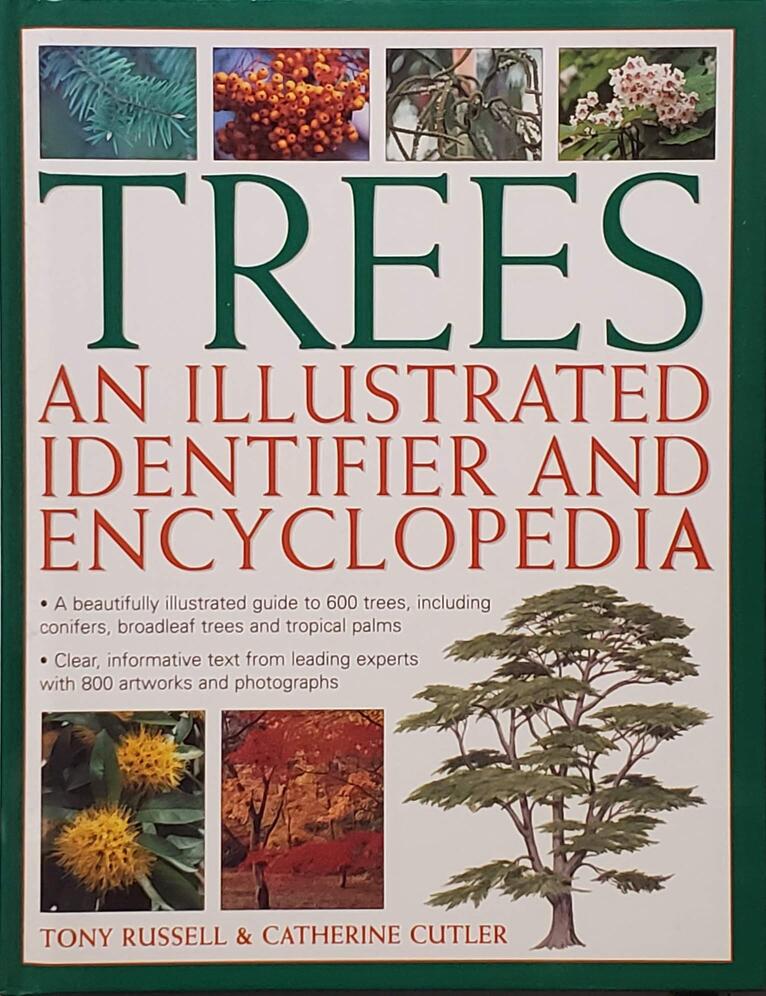 TREES
AN ILLUSTRATED
IDENTIFIER AND
ENCYCLOPEDIA
• A beautifully illustrated guide to 600 trees, including
conifers, broadleaf trees and tropical palms
• Clear, informative text from leading experts
with 800 artworks and photographs
TONY RUSSELL & CATHERINE CUTLER